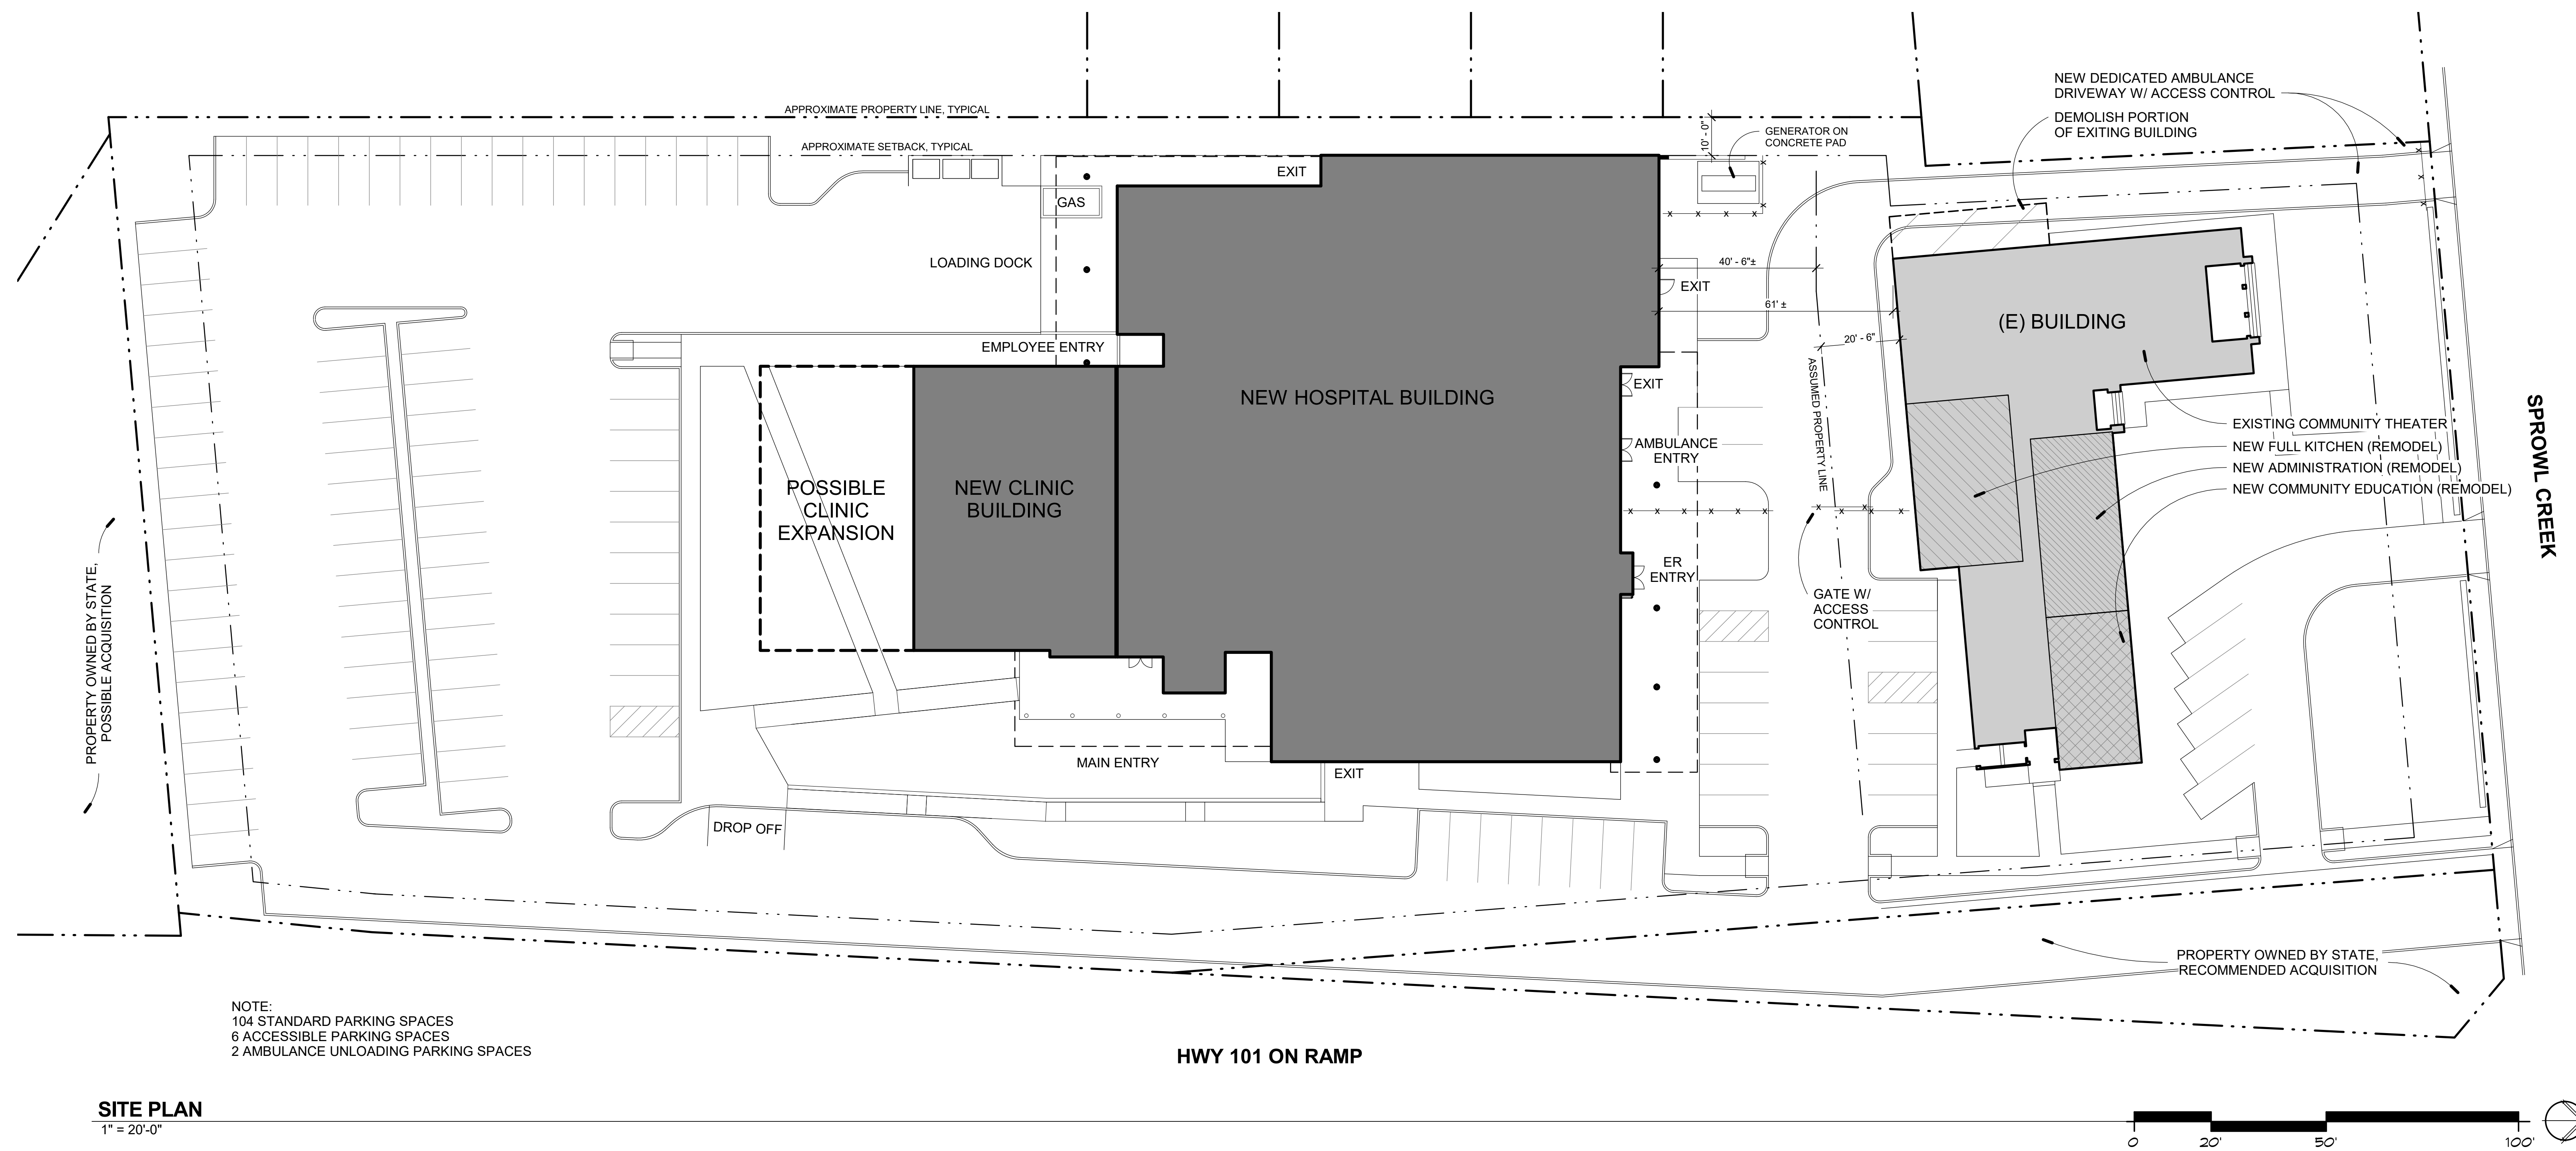 NEW DEDICATED AMBULANCE
DRIVEWAY W/ ACCESS CONTROL
DEMOLISH PORTION
OF EXITING BUILDING
APPROXIMATE PROPERTY LINE, TYPICAL
APPROXIMATE SETBACK, TYPICAL
10' - 0"
GENERATOR ON
CONCRETE PAD
EXIT
GAS
LOADING DOCK
40' - 6"±
EXIT
61' ±
20' - 6"
(E) BUILDING
EMPLOYEE ENTRY
NEW HOSPITAL BUILDING
EXIT
ASSUMED PROPERTY LINE
AMBULANCE
ENTRY
EXISTING COMMUNITY THEATER
NEW FULL KITCHEN (REMODEL)
NEW ADMINISTRATION (REMODEL)
NEW COMMUNITY EDUCATION (REMODEL)
SPROWL CREEK
POSSIBLE
CLINIC
EXPANSION
NEW CLINIC
BUILDING
ER
ENTRY
GATE W/
ACCESS
CONTROL
PROPERTY OWNED BY STATE,
POSSIBLE ACQUISITION
MAIN ENTRY
EXIT
DROP OFF
PROPERTY OWNED BY STATE,
RECOMMENDED ACQUISITION
NOTE:
104 STANDARD PARKING SPACES
6 ACCESSIBLE PARKING SPACES
2 AMBULANCE UNLOADING PARKING SPACES
HWY 101 ON RAMP
SITE PLAN
1" = 20'-0"
0 20' 50' 100'